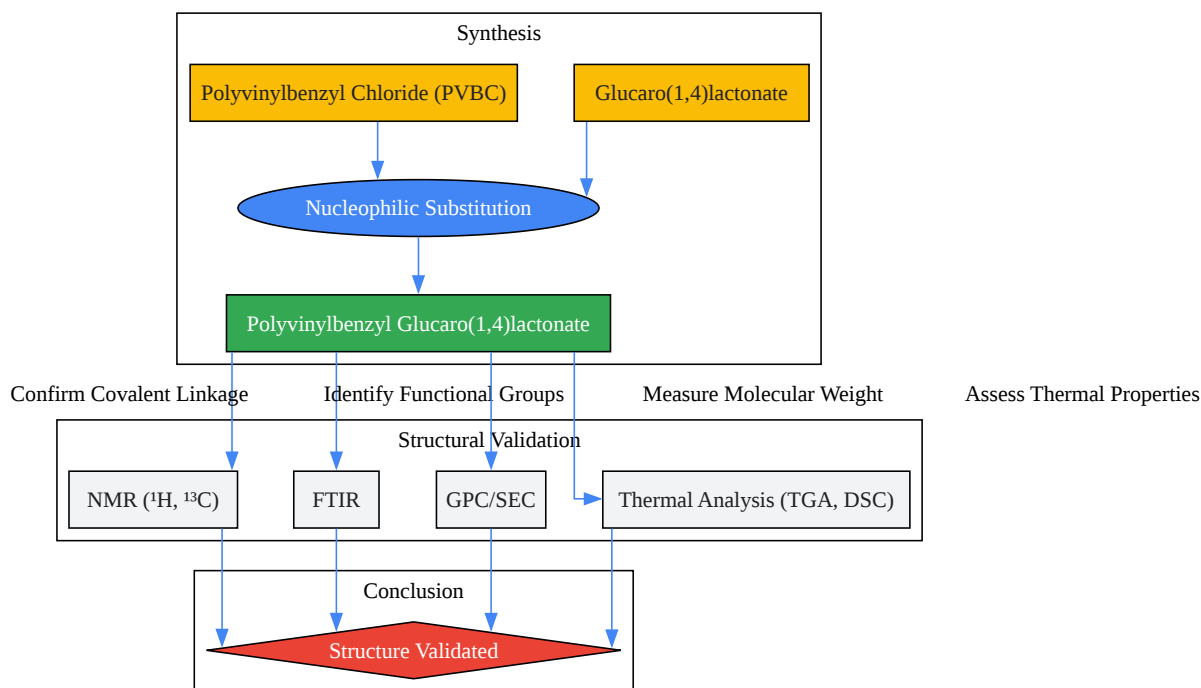 Synthesis
Polyvinylbenzyl Chloride (PVBC)
Glucaro(1,4)lactonate
Nucleophilic Substitution
Polyvinylbenzyl Glucaro(1,4)lactonate
Confirm Covalent Linkage
Identify Functional Groups
Measure Molecular Weight
Assess Thermal Properties
Structural Validation
NMR (¹H, ¹³C)
FTIR
GPC/SEC
Thermal Analysis (TGA, DSC)
Conclusion
Structure Validated